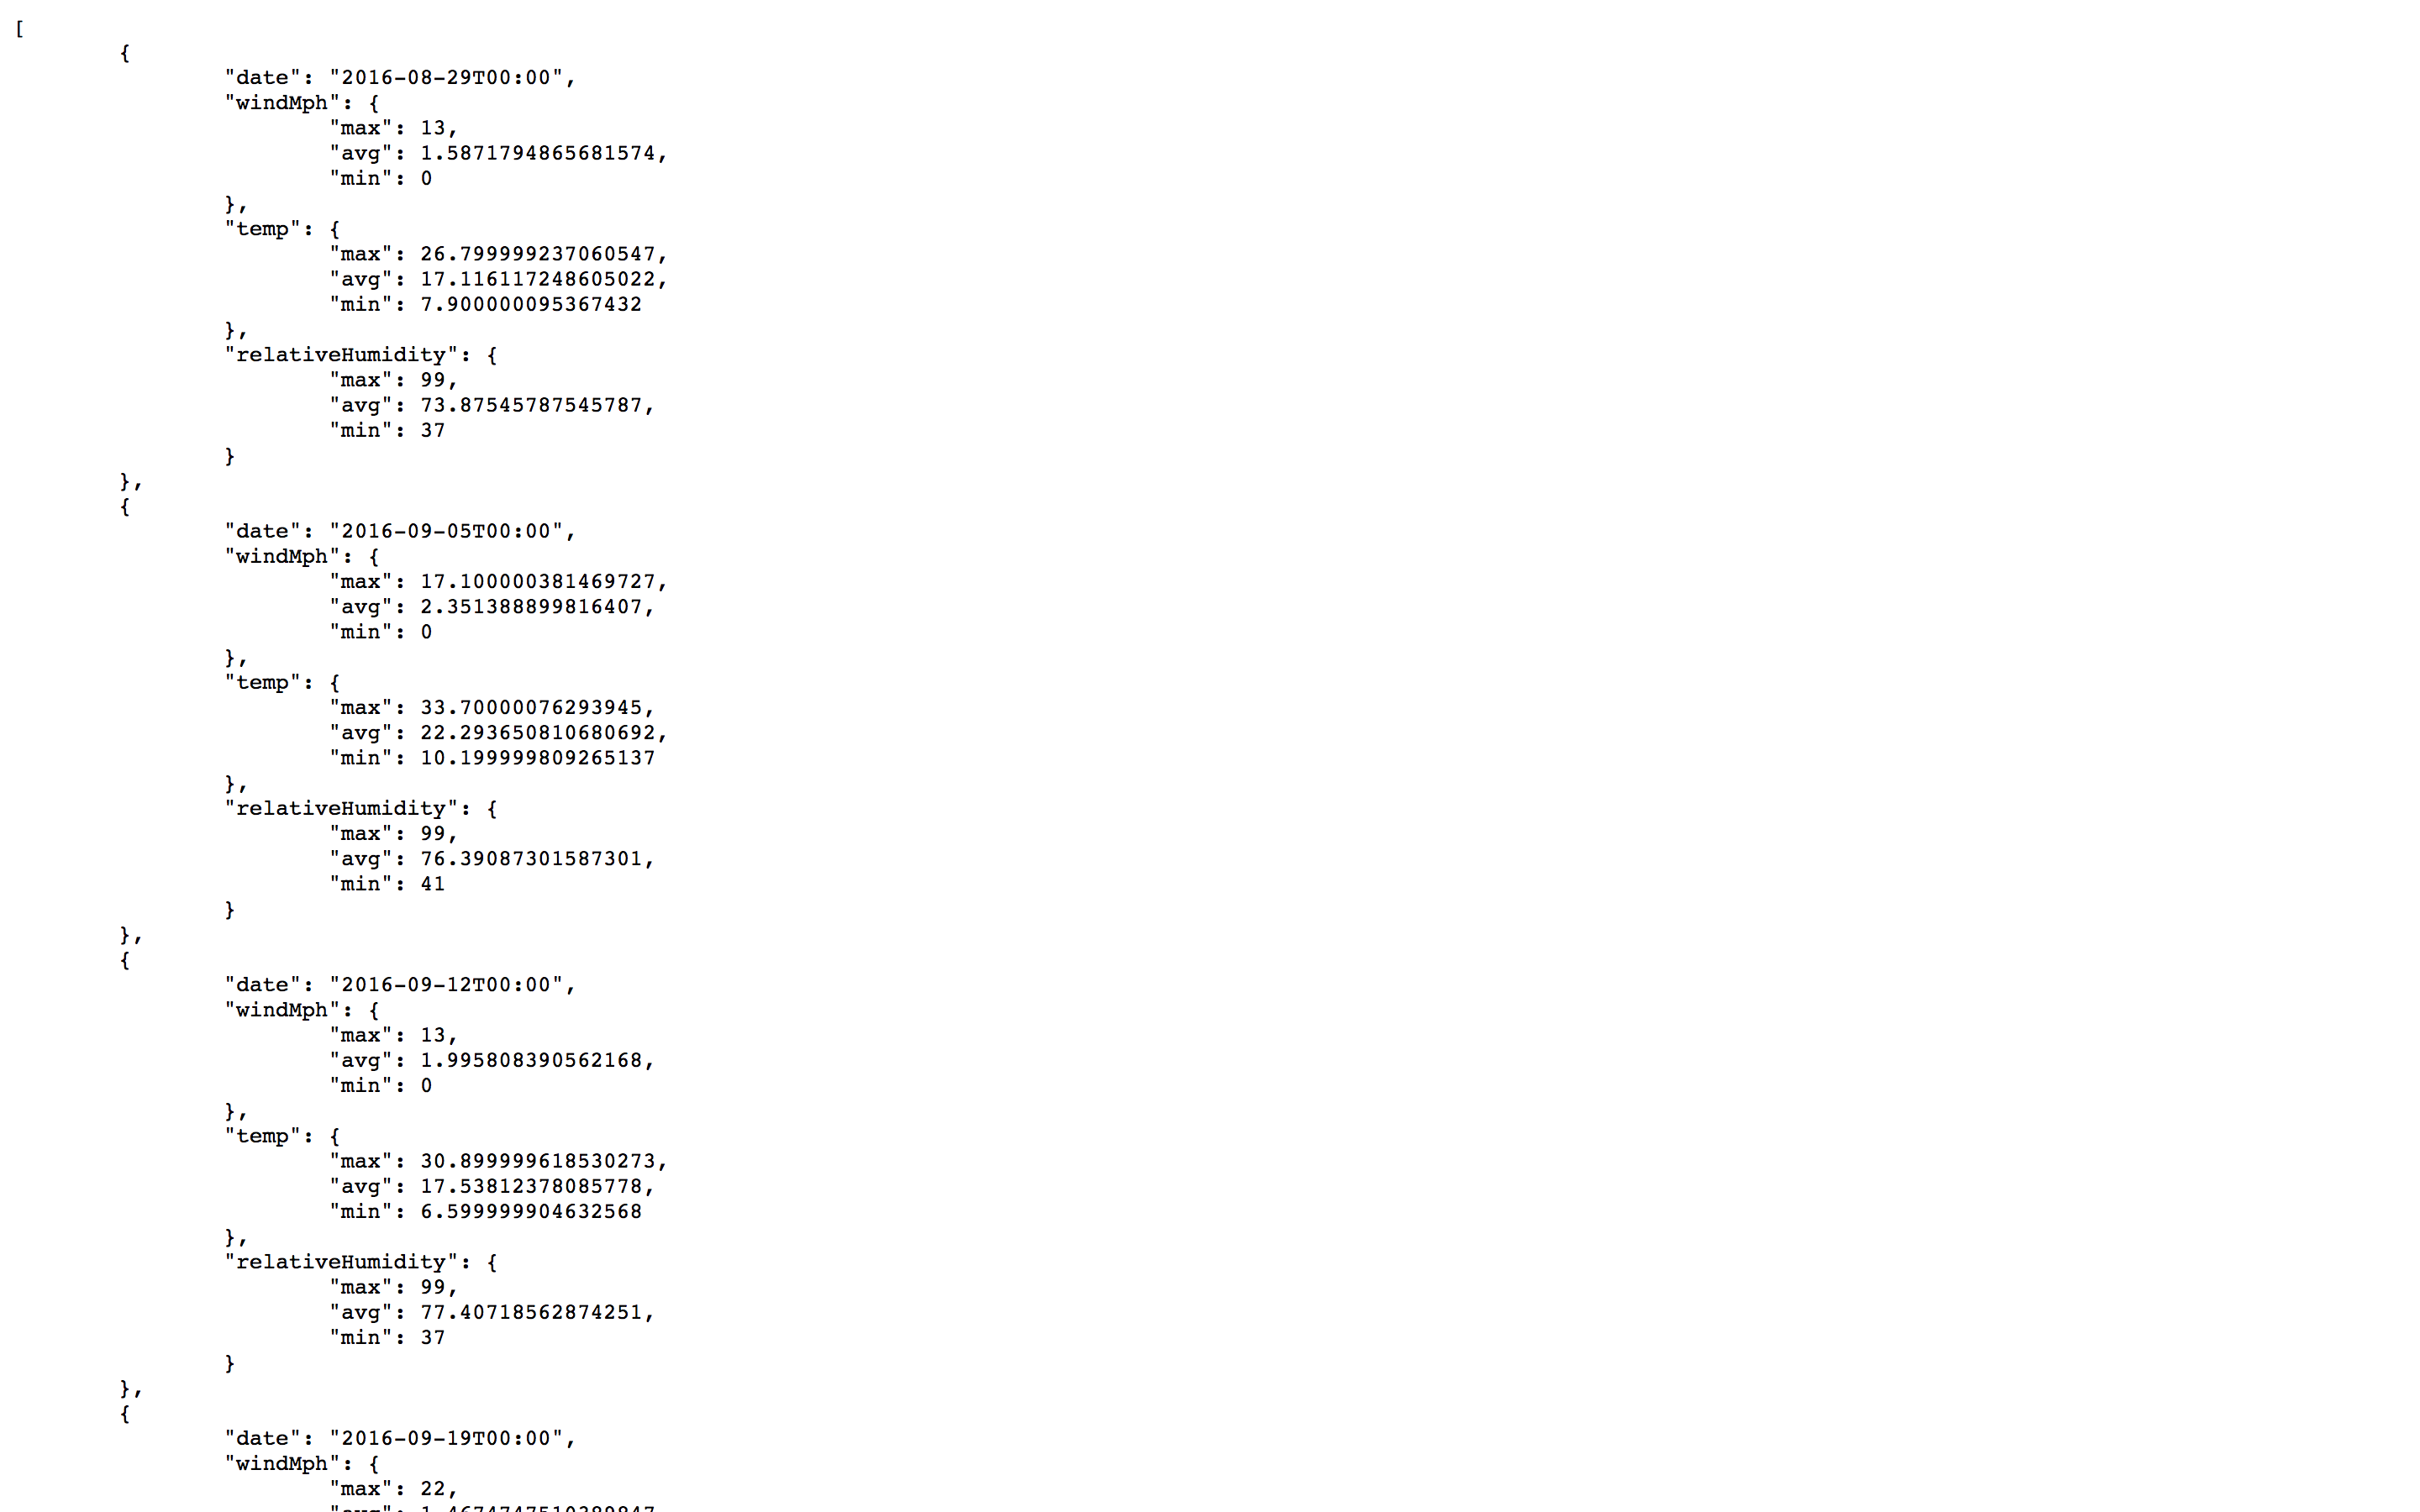 [
{
"date": "2016-08-29T00:00",
"windMph": {
"max": 13,
"avg": 1.5871794865681574,
"min": 0
},
"temp": {
"max": 26.799999237060547,
"avg": 17.116117248605022,
"min": 7.900000095367432
},
"relativeHumidity": {
"max": 99,
"avg": 73.87545787545787,
"min": 37
}
},
{
"date": "2016-09-05T00:00",
"windMph": {
"max": 17.100000381469727,
"avg": 2.351388899816407,
"min": 0
},
"temp": {
"max": 33.70000076293945,
"avg": 22.293650810680692,
"min": 10.199999809265137
},
"relativeHumidity": {
"max": 99,
"avg": 76.39087301587301,
"min": 41
}
},
{
"date": "2016-09-12T00:00",
"windMph": {
"max": 13,
"avg": 1.995808390562168,
"min": 0
},
"temp": {
"max": 30.899999618530273,
"avg": 17.53812378085778,
"min": 6.599999904632568
},
"relativeHumidity": {
"max": 99,
"avg": 77.40718562874251,
"min": 37
}
},
{
"date": "2016-09-19T00:00",
"windMph": {
"max": 22,